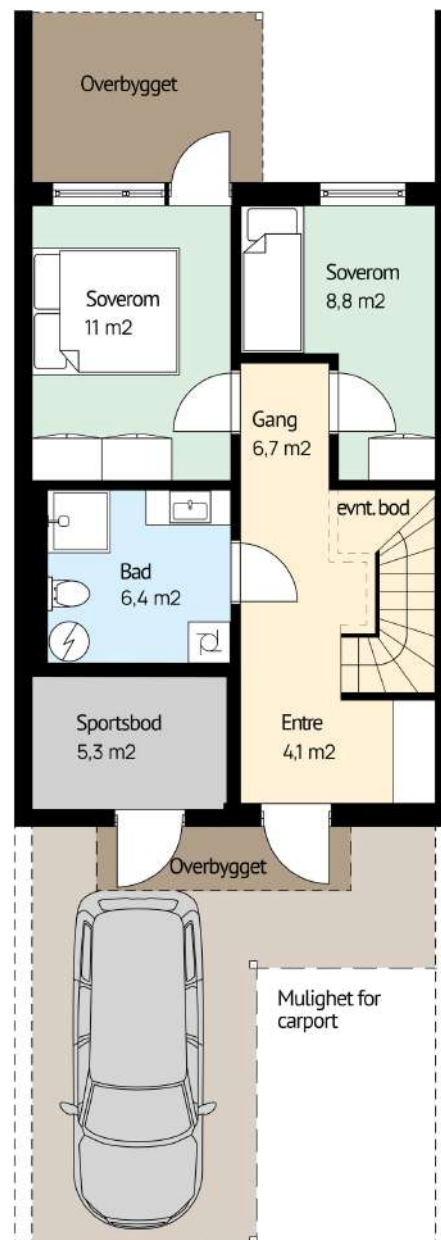 Overbygget
Soverom
11 m2
Soverom
8,8 m2
Gang
6,7 m2
evnt. bod
Bad
6,4 m2
Sportsbod
5,3 m2
Entre
4,1 m2
Overbygget
Mulighet for
carport